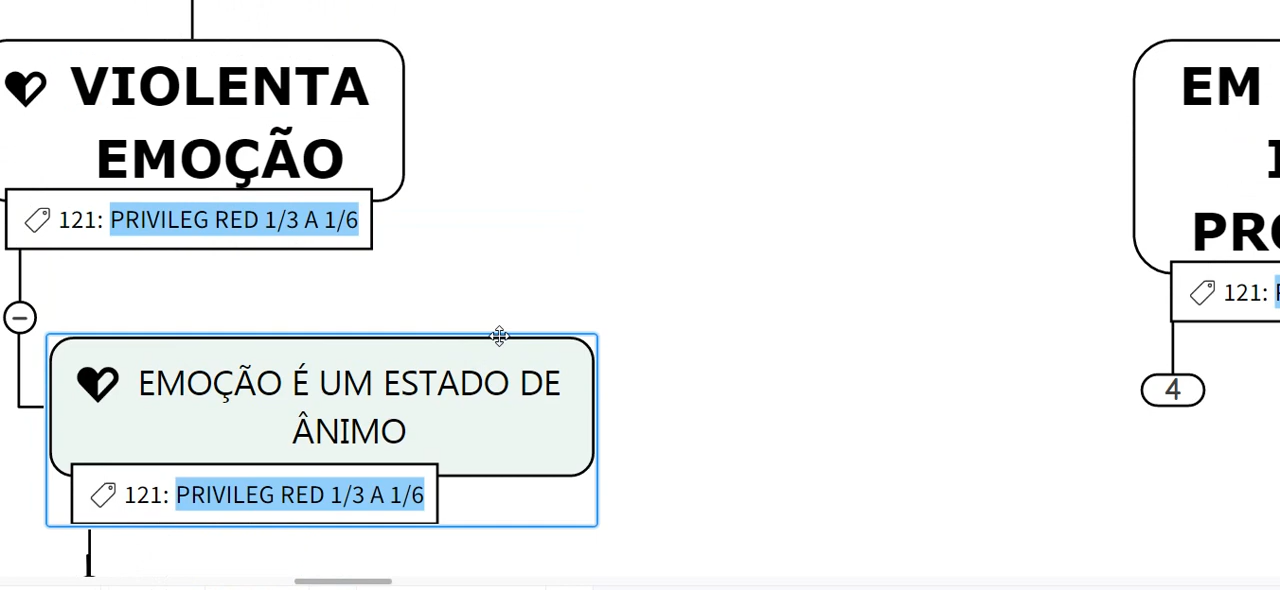 VIOLENTA
EMOÇÃO
121: PRIVILEG RED 1/3 A 1/6
EMOÇÃO É UM ESTADO DE
ÂNIMO
121: PRIVILEG RED 1/3 A 1/6
EM
121:
4